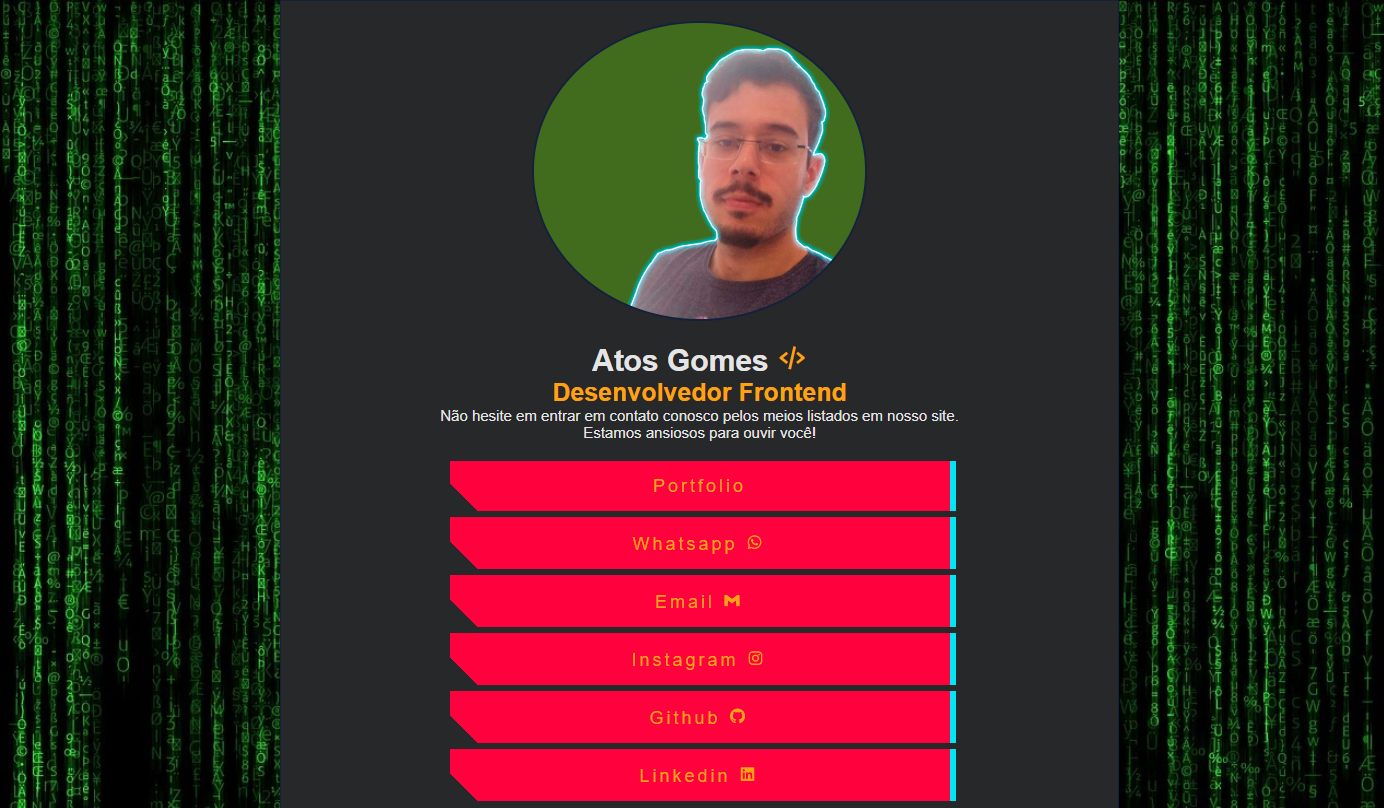 Atos Gomes </>
Desenvolvedor Frontend
Não hesite em entrar em contato conosco pelos meios listados em nosso site.
Estamos ansiosos para ouvir você!
Portfolio
Whatsapp
Email
Instagram
Github
Linkedin